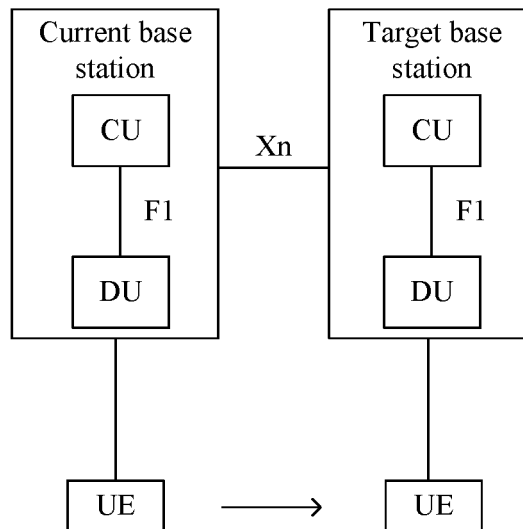 Current base
station
CU
F1
DU
Xn
Target base
station
CU
F1
DU
UE
UE